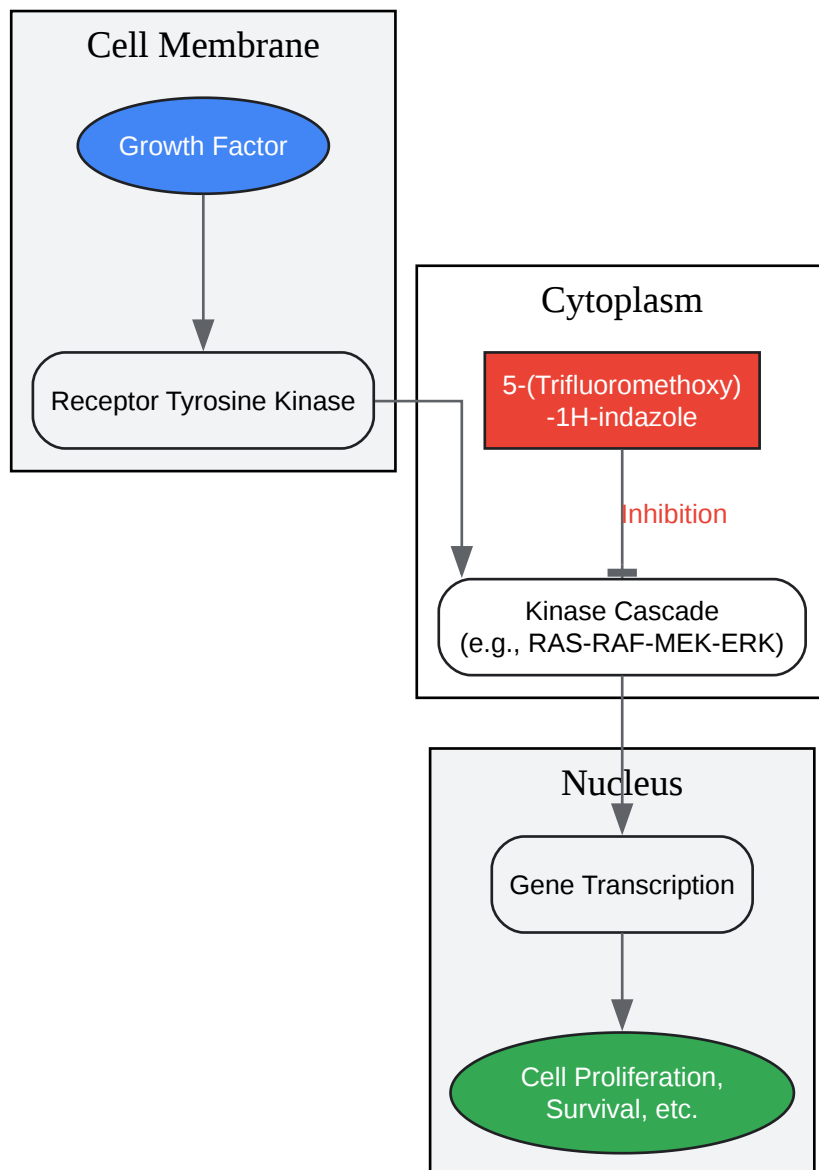 Cell Membrane
Growth Factor
Receptor Tyrosine Kinase
Cytoplasm
5-(Trifluoromethoxy)
-1H-indazole
Inhibition
Kinase Cascade
(e.g., RAS-RAF-MEK-ERK)
Nucleus
Gene Transcription
Cell Proliferation,
Survival, etc.